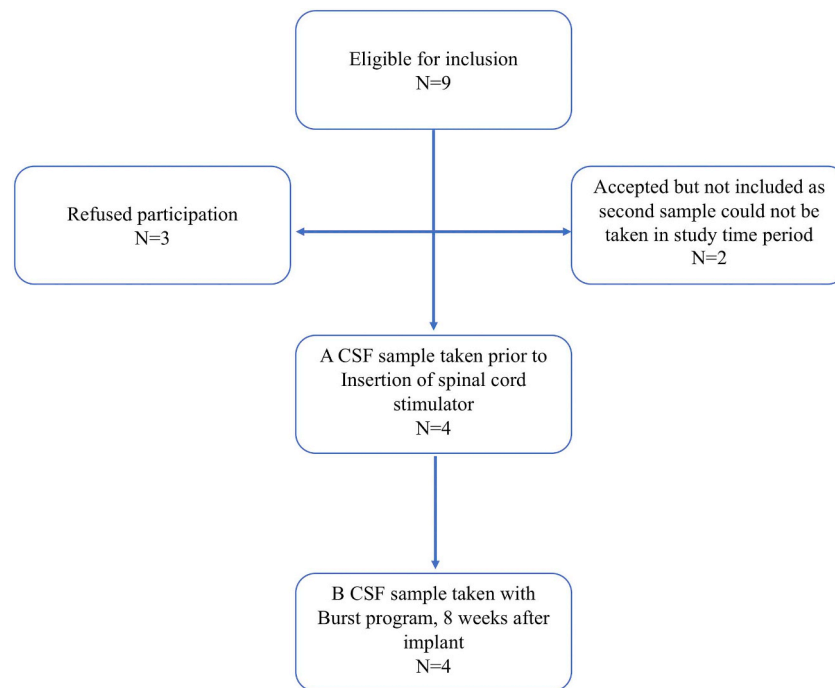 Eligible for inclusion
N=9
Refused participation
N=3
Accepted but not included as
second sample could not be
taken in study time period
N=2
A CSF sample taken prior to
Insertion of spinal cord
stimulator
N=4
B CSF sample taken with
Burst program, 8 weeks after
implant
N=4